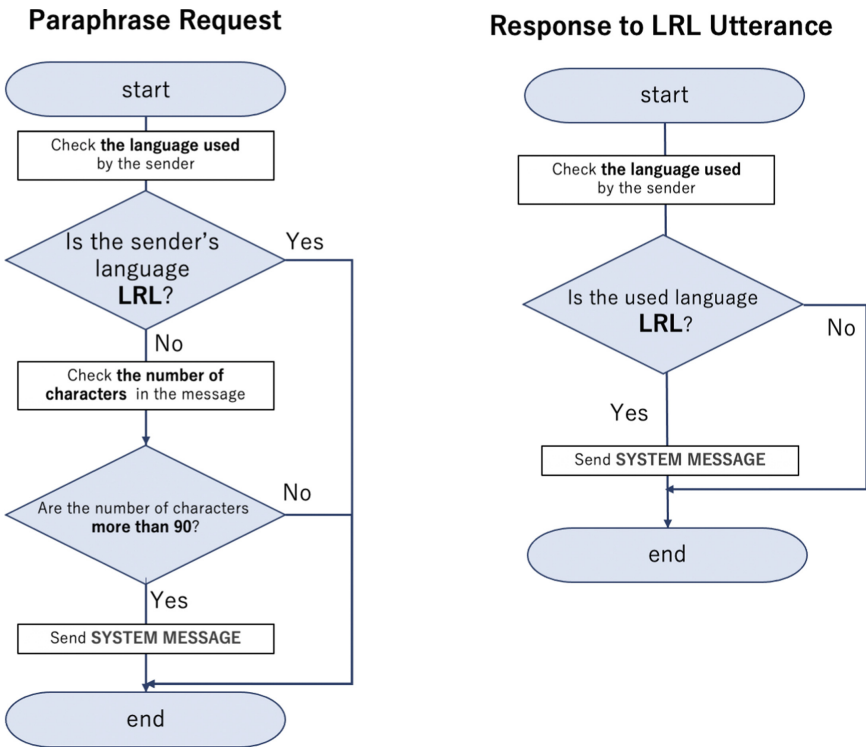 Paraphrase Request
start
Check the language used
by the sender
Is the sender's
language
LRL?
Yes
No
Check the number of
characters in the message
Are the number of characters
more than 90?
No
Yes
Send SYSTEM MESSAGE
end
Response to LRL Utterance
start
Check the language used
by the sender
Is the used language
LRL?
No
Yes
Send SYSTEM MESSAGE
end